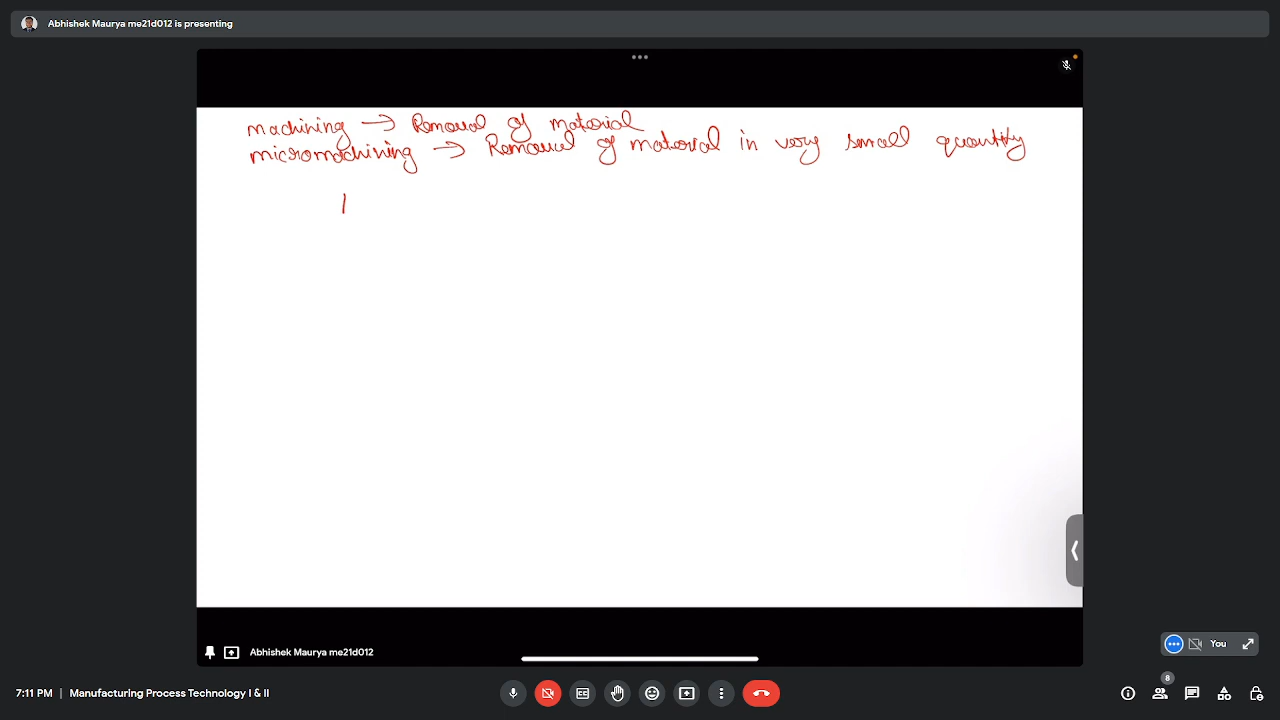 Abhishek Maurya me21d012 is presenting
machining → Removal of material
micromachining → Removal of material in very small quantity
Abhishek Maurya me21d012
You
8
7:11 PM | Manufacturing Process Technology I & II